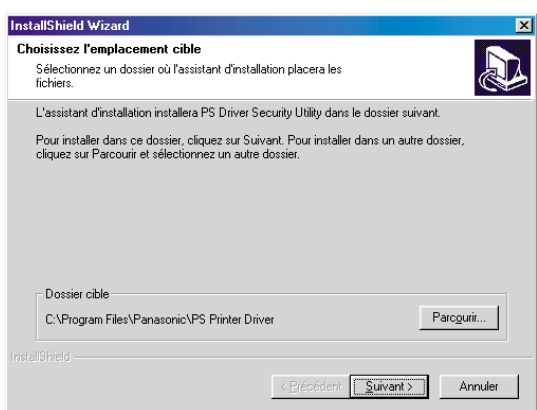 InstallShield Wizard
Choisissez l'emplacement cible
Sélectionnez un dossier où l'assistant d'installation placera les
fichiers.
L'assistant d'installation installera PS Driver Security Utility dans le dossier suivant.
Pour installer dans ce dossier, cliquez sur Suivant. Pour installer dans un autre dossier,
cliquez sur Parcourir et sélectionnez un autre dossier.
Dossier cible
C:\Program Files\Panasonic\PS Printer Driver
Parcourir...
InstallShield
< Précédent
Suivant >
Annuler